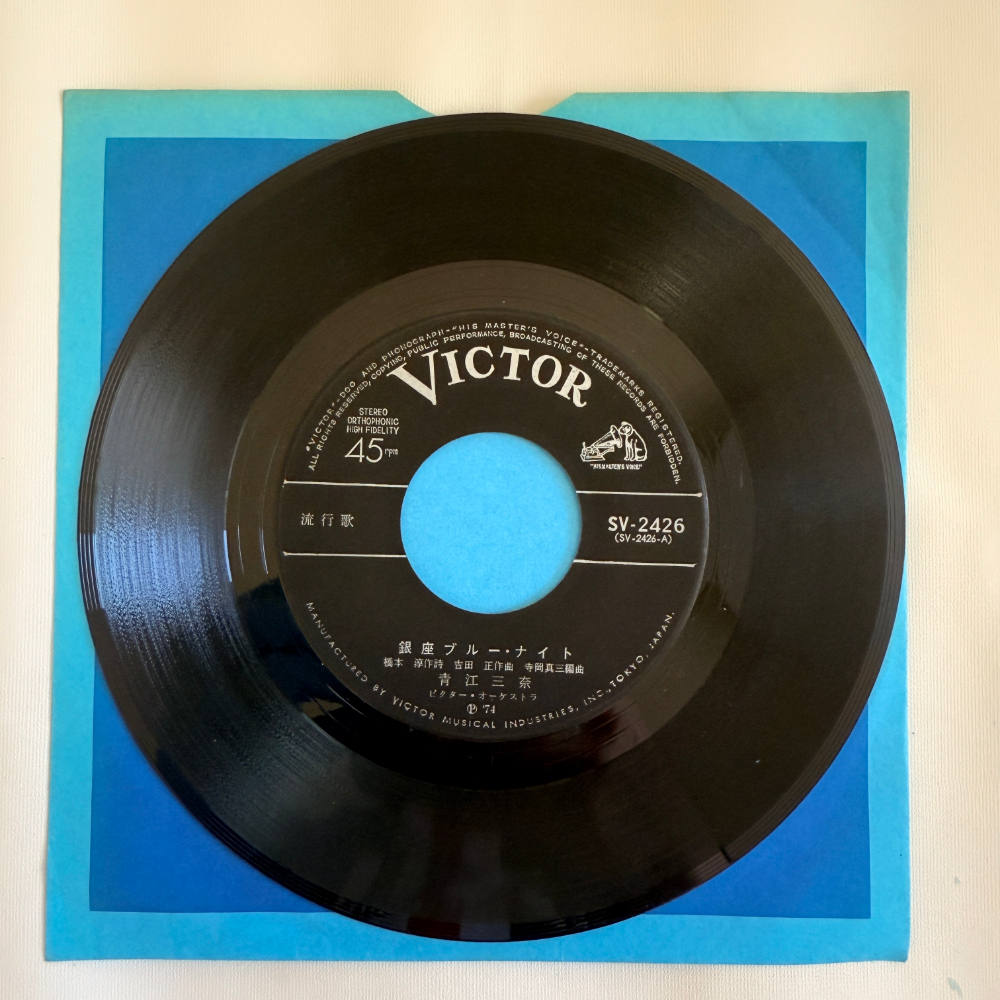 "VICTOR"-"DOG AND PHONOGRAPH-"HIS MASTER'S VOICE"-TRADEMARKS REGISTERED.
ALL RIGHTS RESERVED, COPYING, PUBLIC PERFORMANCE, BROADCASTING OF THESE RECORDS ARE FORBIDDEN.
VICTOR
STEREO
ORTHOPHONIC
HIGH FIDELITY
45 rpm
"HIS MASTER'S VOICE"
流行歌
SV-2426
(SV-2426-A)
銀座ブルー・ナイト
橋本 淳作詩 吉田 正作曲 寺岡真三編曲
青江三奈
ビクター・オーケストラ
Ⓟ '74
MANUFACTURED BY VICTOR MUSICAL INDUSTRIES, INC., TOKYO, JAPAN.